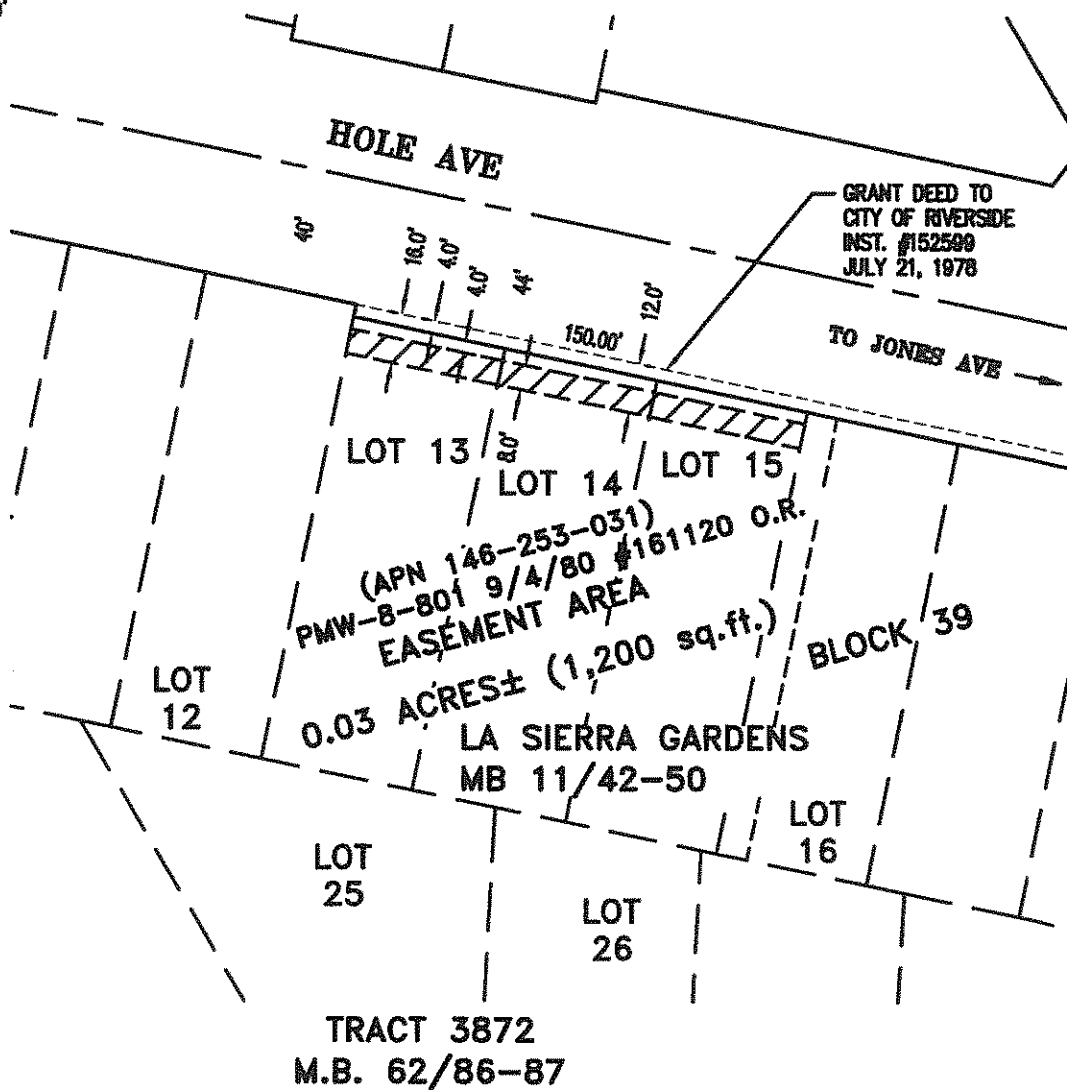 HOLE AVE
GRANT DEED TO
CITY OF RIVERSIDE
INST. #152599
JULY 21, 1978
40'
16.0'
4.0'
4.0'
44'
12.0'
150.00'
TO JONES AVE
8.0'
LOT 13
LOT 14
LOT 15
(APN 146-253-031)
PMW-8-801 9/4/80 #161120 O.R.
EASEMENT AREA
0.03 ACRES± (1,200 sq.ft.)
BLOCK 39
LOT
12
LA SIERRA GARDENS
MB 11/42-50
LOT
16
LOT
25
LOT
26
TRACT 3872
M.B. 62/86-87